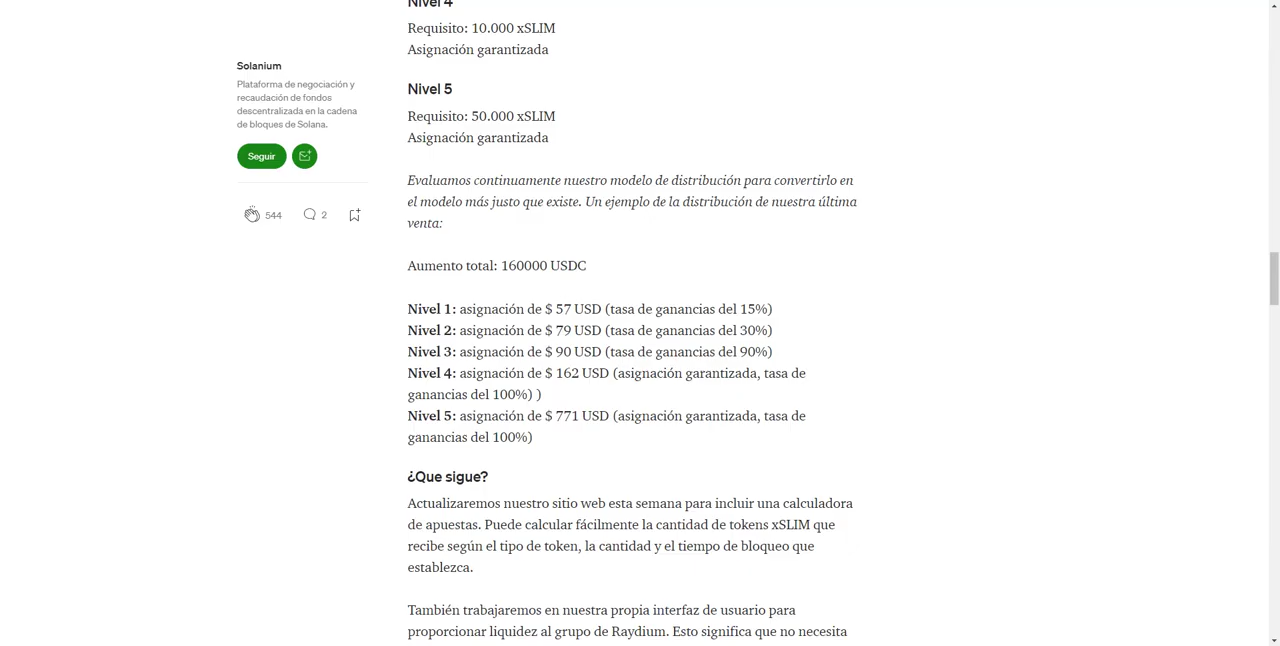 Nivel 4
Requisito: 10.000 xSLIM
Asignación garantizada
Solanium
Plataforma de negociación y
recaudación de fondos
descentralizada en la cadena
de bloques de Solana.
Seguir
544
2
Nivel 5
Requisito: 50.000 xSLIM
Asignación garantizada
Evaluamos continuamente nuestro modelo de distribución para convertirlo en
el modelo más justo que existe. Un ejemplo de la distribución de nuestra última
venta:
Aumento total: 160000 USDC
Nivel 1: asignación de $ 57 USD (tasa de ganancias del 15%)
Nivel 2: asignación de $ 79 USD (tasa de ganancias del 30%)
Nivel 3: asignación de $ 90 USD (tasa de ganancias del 90%)
Nivel 4: asignación de $ 162 USD (asignación garantizada, tasa de
ganancias del 100%) )
Nivel 5: asignación de $ 771 USD (asignación garantizada, tasa de
ganancias del 100%)
¿Que sigue?
Actualizaremos nuestro sitio web esta semana para incluir una calculadora
de apuestas. Puede calcular fácilmente la cantidad de tokens xSLIM que
recibe según el tipo de token, la cantidad y el tiempo de bloqueo que
establezca.
También trabajaremos en nuestra propia interfaz de usuario para
proporcionar liquidez al grupo de Raydium. Esto significa que no necesita